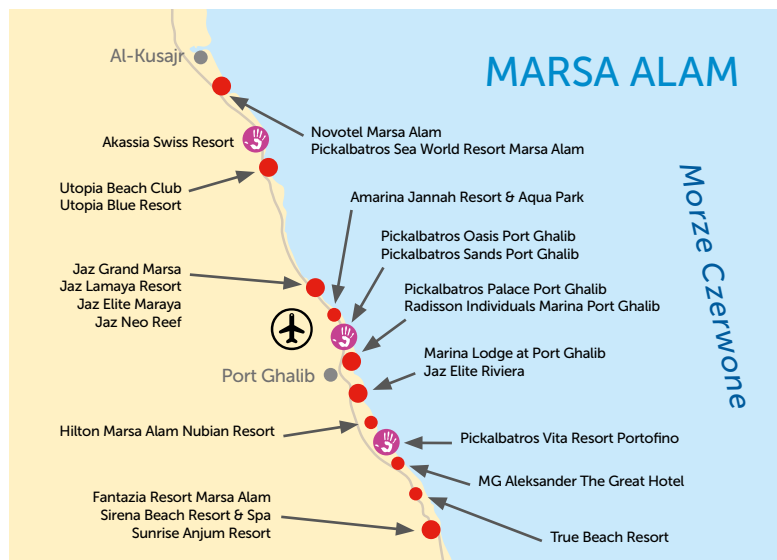 MARSA ALAM
Al-Kusajr
Novotel Marsa Alam
Pickalbatros Sea World Resort Marsa Alam
Akassia Swiss Resort
Utopia Beach Club
Utopia Blue Resort
Amarina Jannah Resort & Aqua Park
Morze Czerwone
Pickalbatros Oasis Port Ghalib
Pickalbatros Sands Port Ghalib
Jaz Grand Marsa
Jaz Lamaya Resort
Jaz Elite Maraya
Jaz Neo Reef
Pickalbatros Palace Port Ghalib
Radisson Individuals Marina Port Ghalib
Port Ghalib
Marina Lodge at Port Ghalib
Jaz Elite Riviera
Hilton Marsa Alam Nubian Resort
Pickalbatros Vita Resort Portofino
MG Aleksander The Great Hotel
Fantazia Resort Marsa Alam
Sirena Beach Resort & Spa
Sunrise Anjum Resort
True Beach Resort